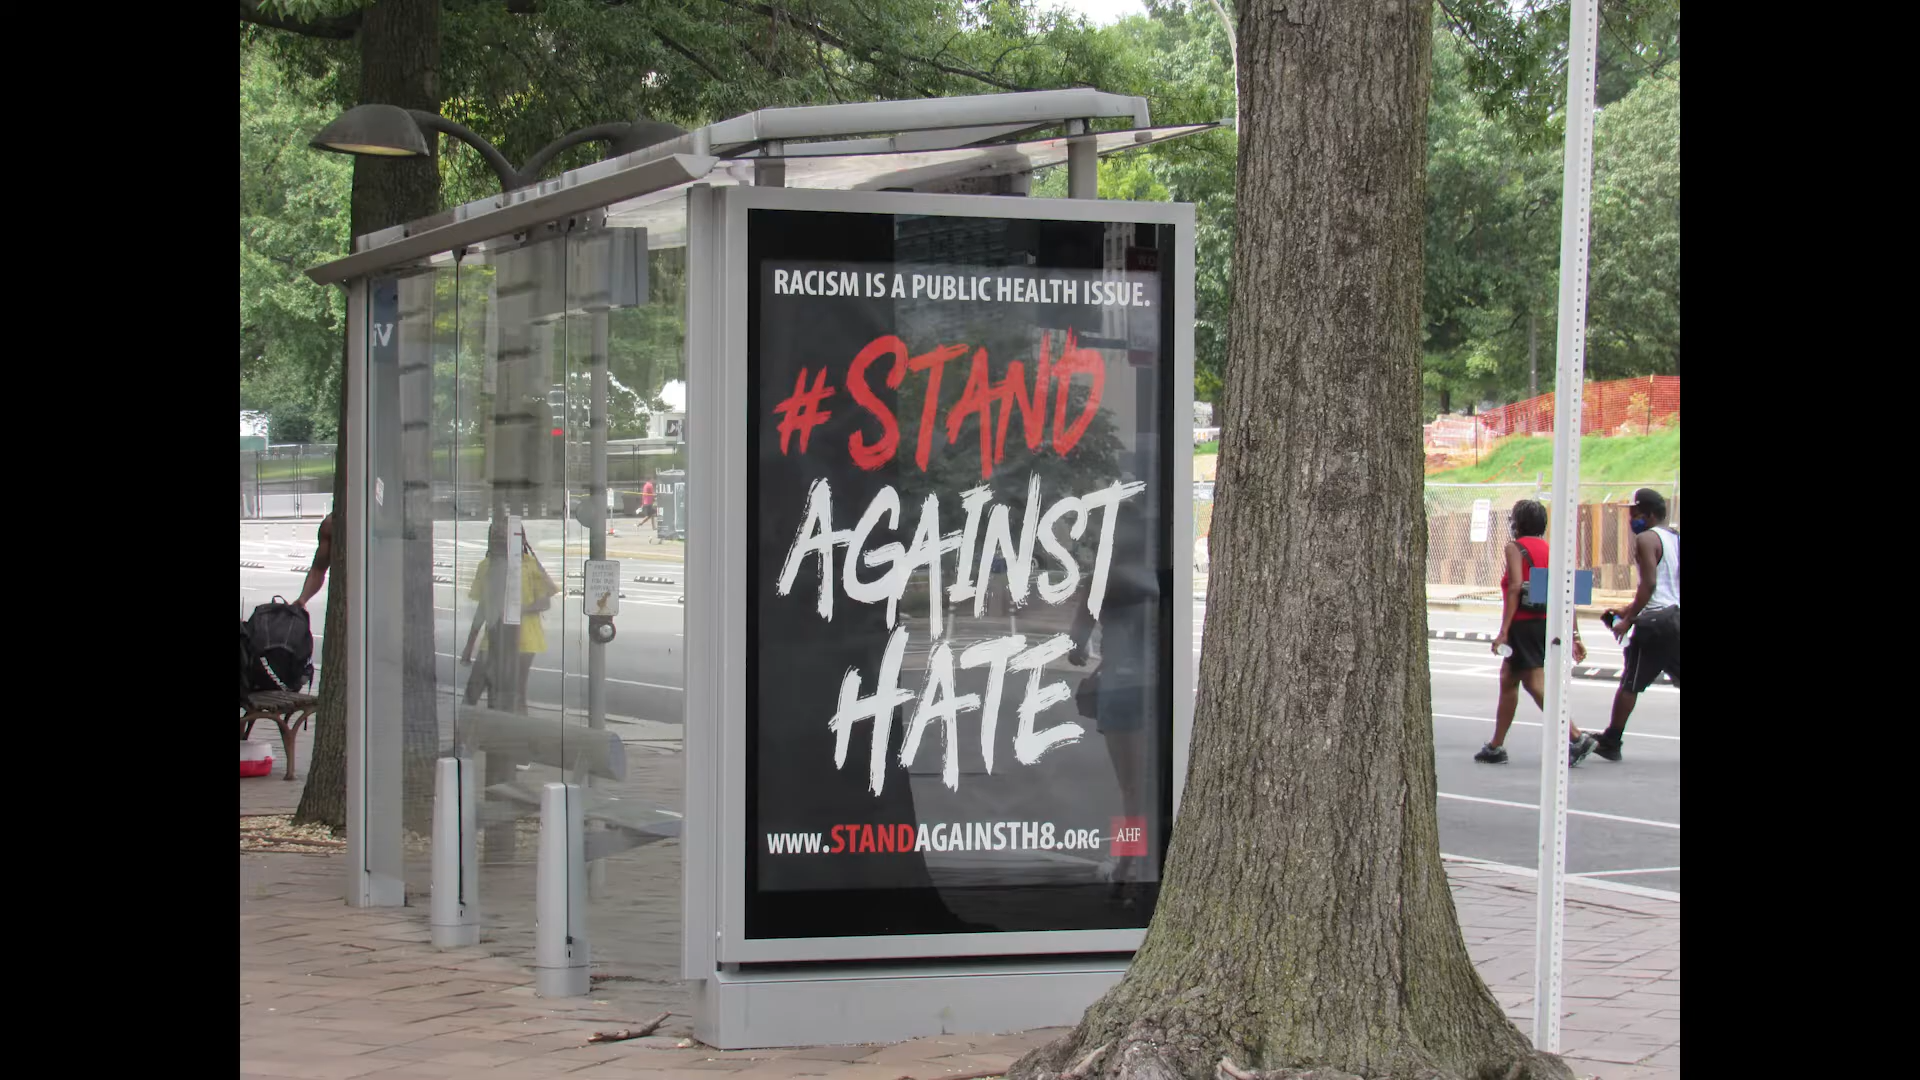 RACISM IS A PUBLIC HEALTH ISSUE.
#STAND
AGAINST
HATE
WWW.STANDAGAINSTH8.ORG
AHF